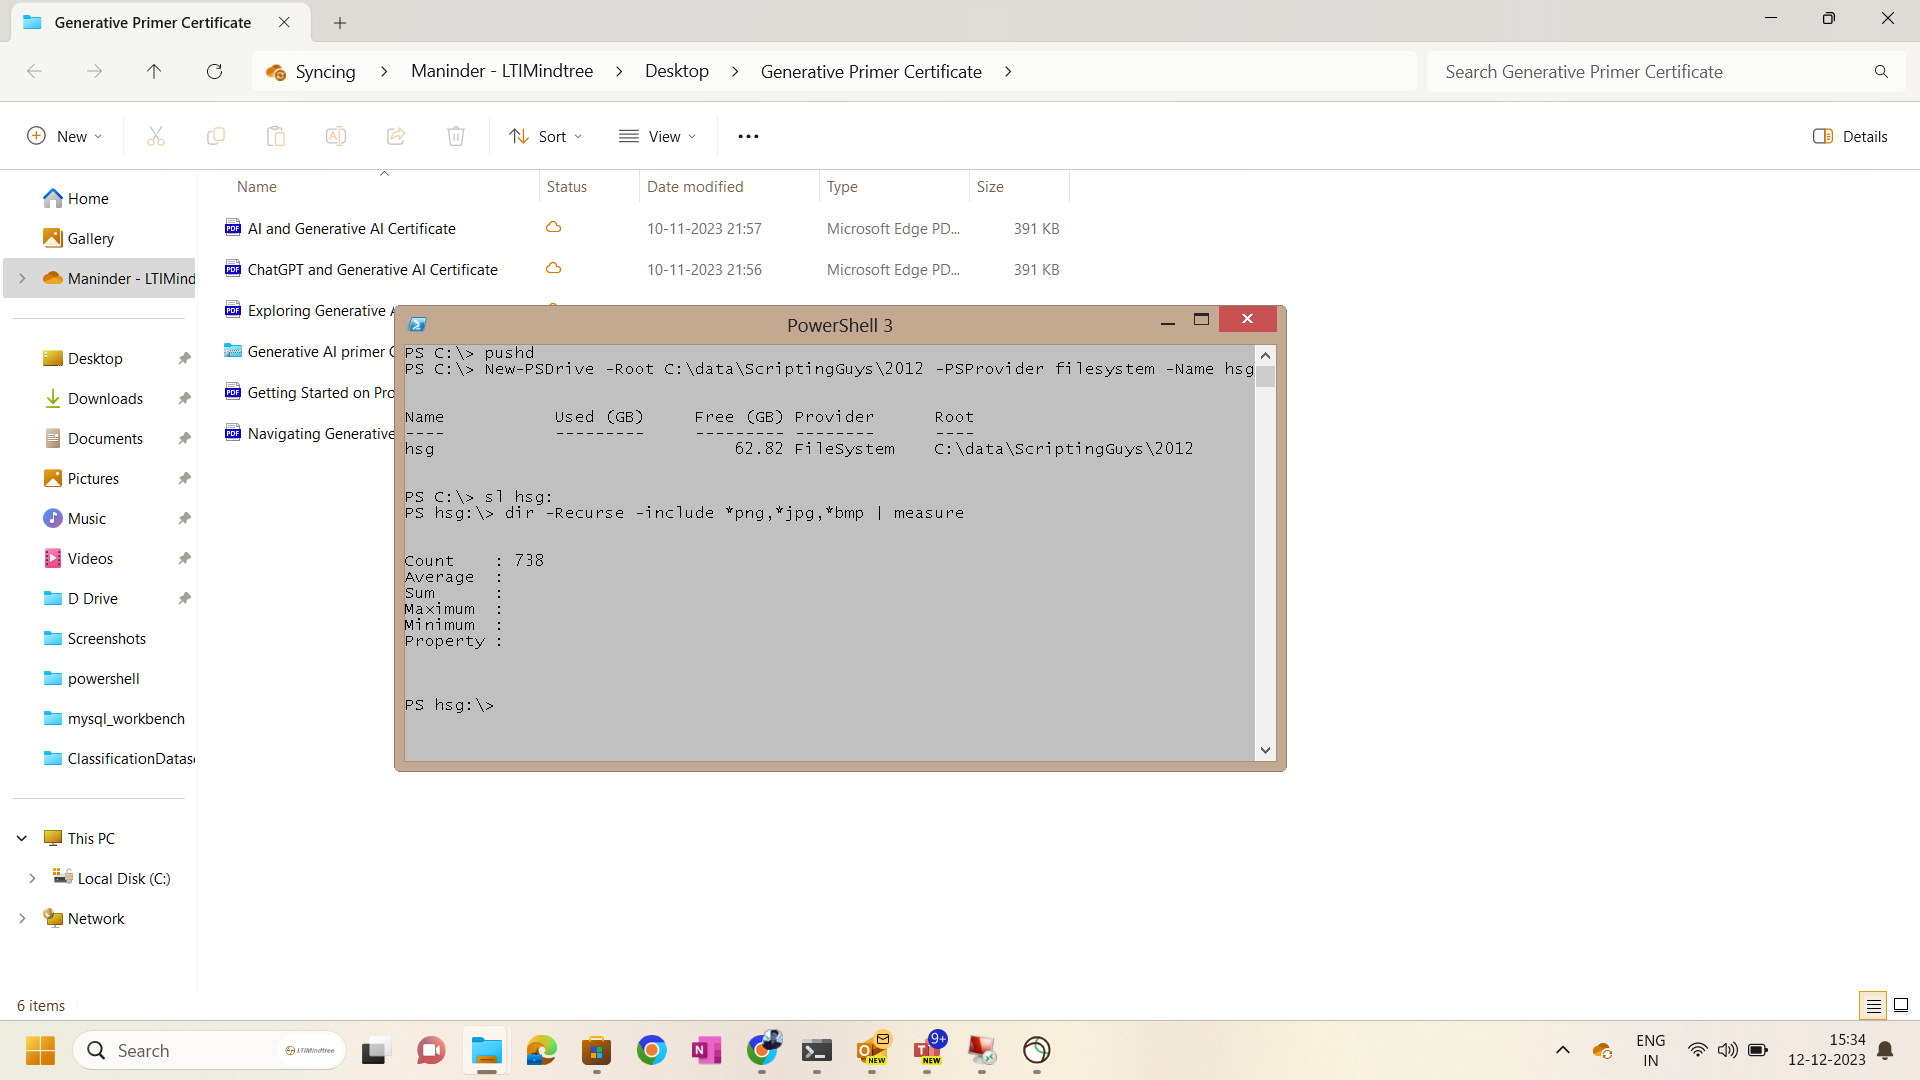 Generative Primer Certificate
Syncing > Maninder - LTIMindtree > Desktop > Generative Primer Certificate >
Search Generative Primer Certificate
New
Sort
View
Details
Name Status Date modified Type Size
Home
Gallery
Maninder - LTIMind
Desktop
Downloads
Documents
Pictures
Music
Videos
D Drive
Screenshots
powershell
mysql_workbench
ClassificationDatas
This PC
Local Disk (C:)
Network
AI and Generative AI Certificate 10-11-2023 21:57 Microsoft Edge PD... 391 KB
ChatGPT and Generative AI Certificate 10-11-2023 21:56 Microsoft Edge PD... 391 KB
Exploring Generative
Generative AI primer
Getting Started on
Navigating Generative
PowerShell 3
PS C:\> pushd
PS C:\> New-PSDrive -Root C:\data\ScriptingGuys\2012 -PSProvider filesystem -Name hsg
Name Used (GB) Free (GB) Provider Root
---- --------- --------- -------- ----
hsg 62.82 FileSystem C:\data\ScriptingGuys\2012
PS C:\> sl hsg:
PS hsg:\> dir -Recurse -include *png,*jpg,*bmp | measure
Count : 738
Average :
Sum :
Maximum :
Minimum :
Property :
PS hsg:\>
6 items
Search
LTIMindtree
NEW
9+
NEW
ENG
IN
15:34
12-12-2023